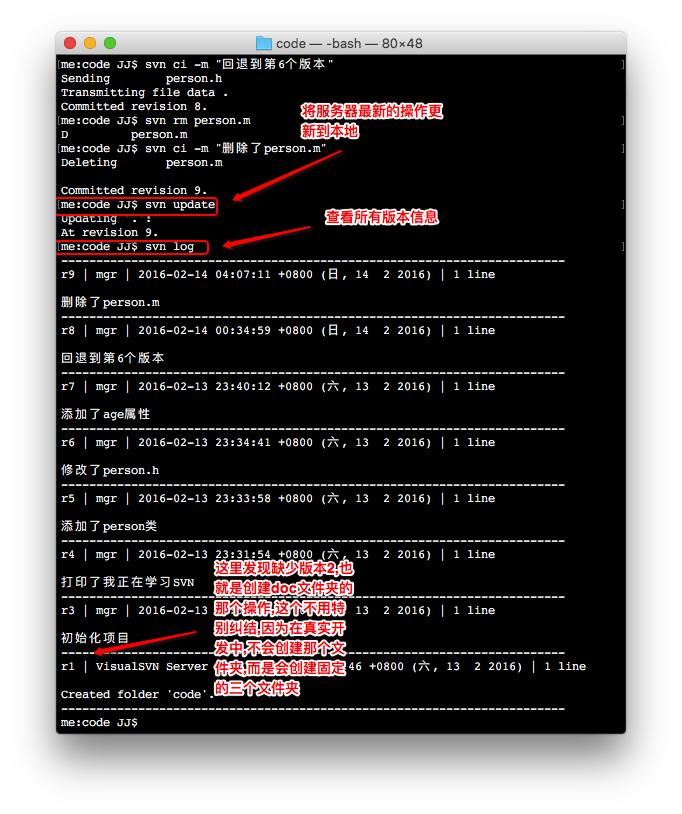 code — -bash — 80×48
me:code JJ$ svn ci -m "回退到第6个版本"
Sending        person.h
Transmitting file data .
Committed revision 8.
me:code JJ$ svn rm person.m
D        person.m
me:code JJ$ svn ci -m "删除了person.m"
Deleting       person.m
将服务器最新的操作更
新到本地
Committed revision 9.
me:code JJ$ svn update
Updating '.':
At revision 9.
me:code JJ$ svn log
查看所有版本信息
------------------------------------------------------------------------
r9 | mgr | 2016-02-14 04:07:11 +0800 (日, 14  2 2016) | 1 line
删除了person.m
------------------------------------------------------------------------
r8 | mgr | 2016-02-14 00:34:59 +0800 (日, 14  2 2016) | 1 line
回退到第6个版本
------------------------------------------------------------------------
r7 | mgr | 2016-02-13 23:40:12 +0800 (六, 13  2 2016) | 1 line
添加了age属性
------------------------------------------------------------------------
r6 | mgr | 2016-02-13 23:34:41 +0800 (六, 13  2 2016) | 1 line
修改了person.h
------------------------------------------------------------------------
r5 | mgr | 2016-02-13 23:33:58 +0800 (六, 13  2 2016) | 1 line
添加了person类
------------------------------------------------------------------------
r4 | mgr | 2016-02-13 23:31:54 +0800 (六, 13  2 2016) | 1 line
打印了我正在学习SVN
------------------------------------------------------------------------
r3 | mgr | 2016-02-13 2 2016) | 1 line
初始化项目
------------------------------------------------------------------------
r1 | VisualSVN Server 46 +0800 (六, 13  2 2016) | 1 line
Created folder 'code'.
------------------------------------------------------------------------
me:code JJ$
这里发现缺少版本2,也
就是创建doc文件夹的
那个操作,这个不用特
别纠结,因为在真实开
发中,不会创建那个文
件夹,而是会创建固定
的三个文件夹